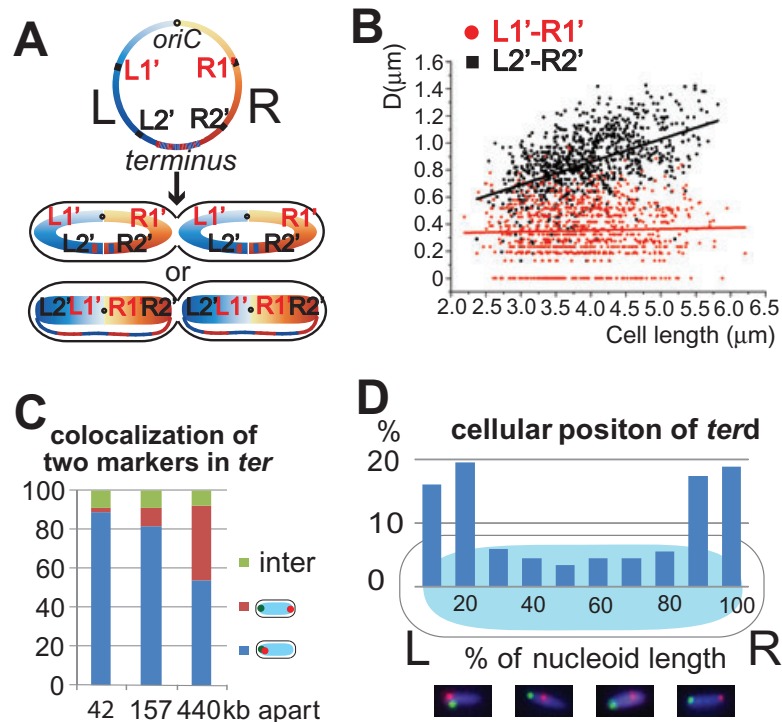 A
oriC
L1’
R1’
L
R
L2’
R2’
terminus
L1’
R1’
L1’
R1’
L2’
R2’
L2’
R2’
or
L2’
L1’
R1’
R2’
L2’
L1’
R1’
R2’
B
L1’-R1’
L2’-R2’
D(μm)
1.6
1.4
1.2
1.0
0.8
0.6
0.4
0.2
0
2.0 2.5 3.0 3.5 4.0 4.5 5.0 5.5 6.0 6.5
Cell length (μm)
C
colocalization of
two markers in ter
100
80
60
40
20
0
42 157 440 kb apart
inter
D
cellular positon of terd
%
20
10
0
20 40 60 80 100
L
% of nucleoid length
R